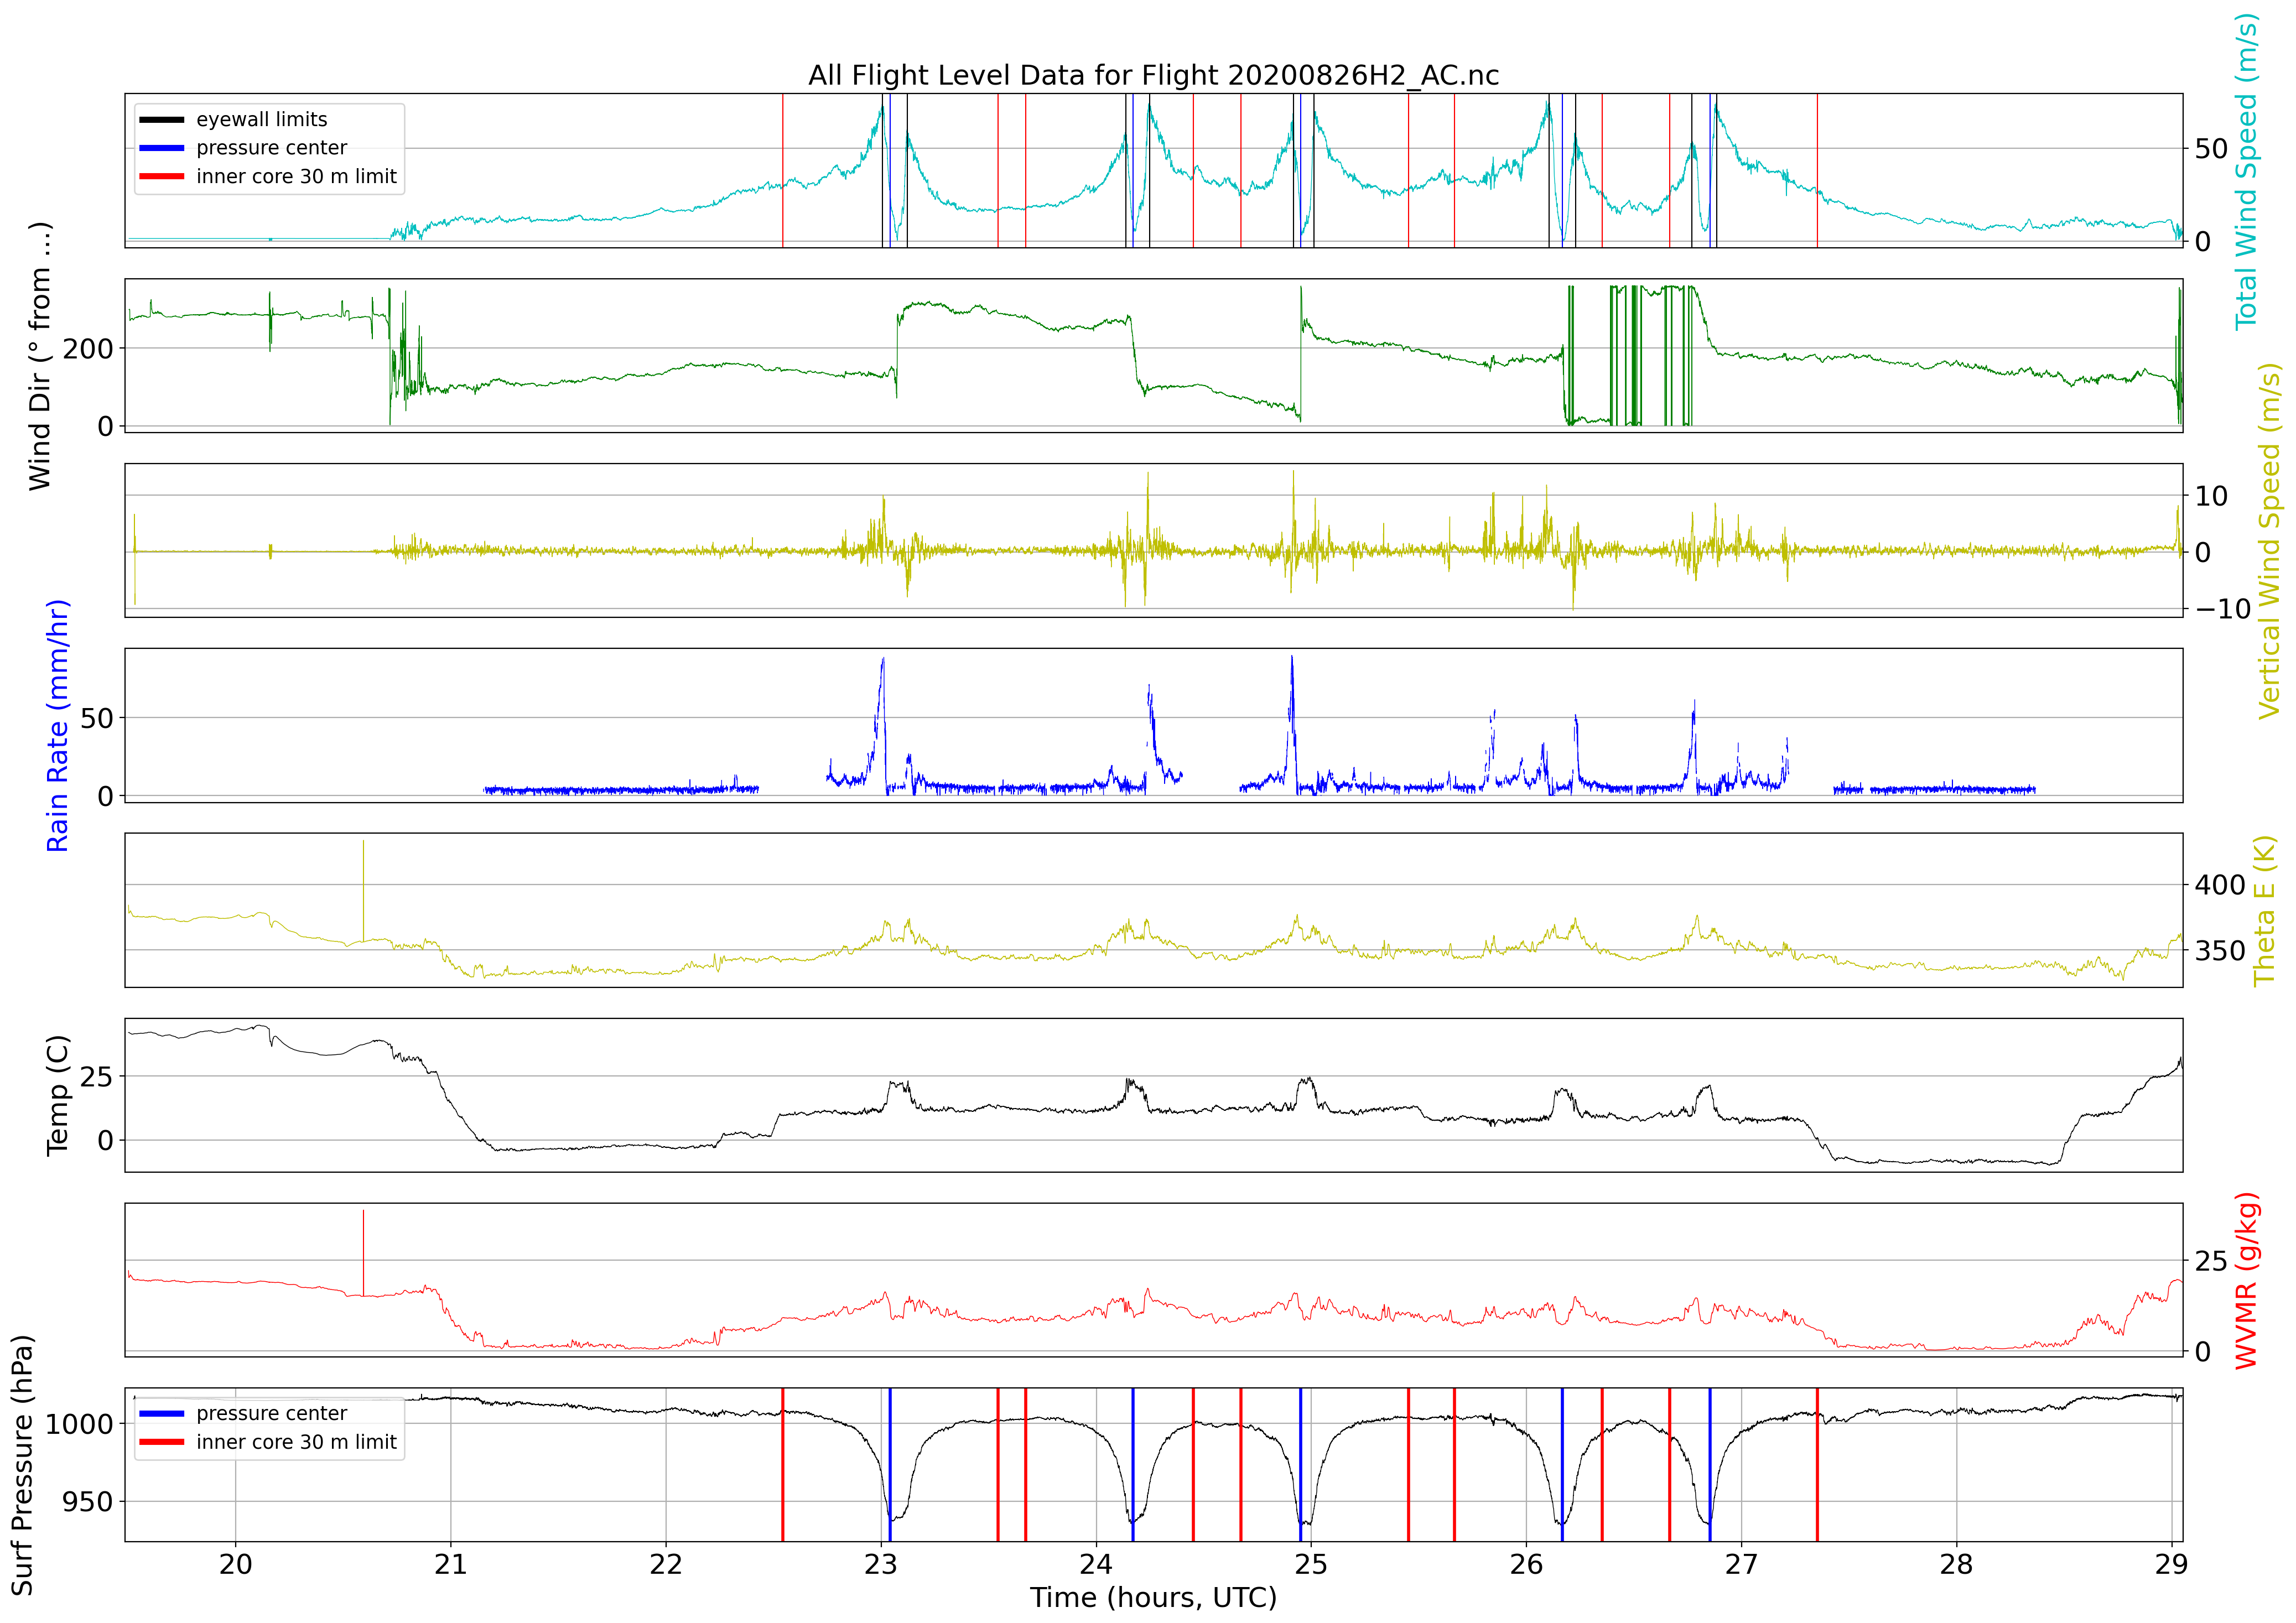 All Flight Level Data for Flight 20200826H2_AC.nc
eyewall limits
pressure center
inner core 30 m limit
50
0
Total Wind Speed (m/s)
Wind Dir (° from ...)
200
0
10
0
−10
Vertical Wind Speed (m/s)
Rain Rate (mm/hr)
50
0
400
350
Theta E (K)
Temp (C)
25
0
25
0
WVMR (g/kg)
Surf Pressure (hPa)
1000
950
pressure center
inner core 30 m limit
20 21 22 23 24 25 26 27 28 29
Time (hours, UTC)